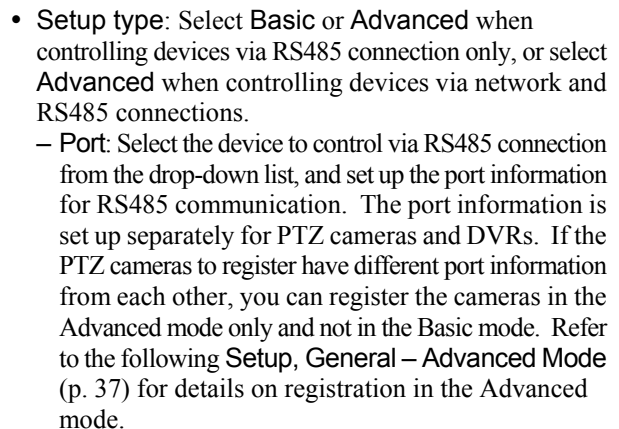 • Setup type: Select Basic or Advanced when
controlling devices via RS485 connection only, or select
Advanced when controlling devices via network and
RS485 connections.
– Port: Select the device to control via RS485 connection
from the drop-down list, and set up the port information
for RS485 communication. The port information is
set up separately for PTZ cameras and DVRs. If the
PTZ cameras to register have different port information
from each other, you can register the cameras in the
Advanced mode only and not in the Basic mode. Refer
to the following Setup, General – Advanced Mode
(p. 37) for details on registration in the Advanced
mode.